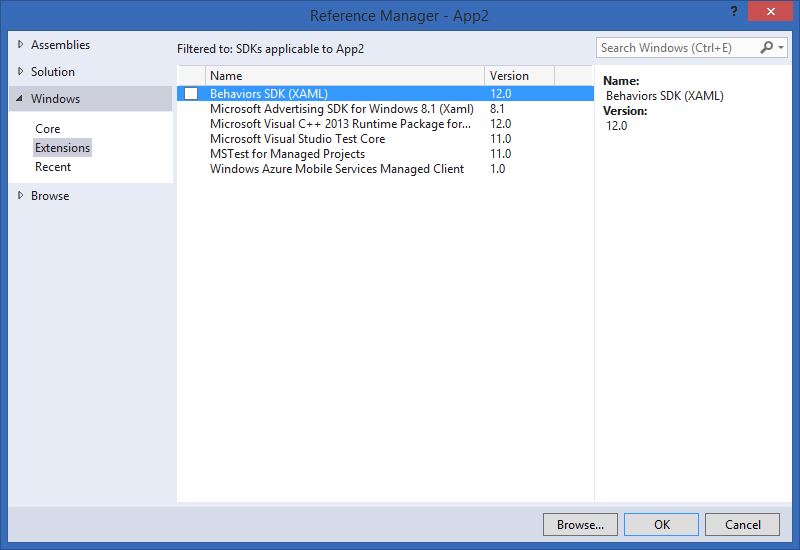 Reference Manager - App2
?
Assemblies
Solution
Windows
Core
Extensions
Recent
Browse
Filtered to: SDKs applicable to App2
Search Windows (Ctrl+E)
Name Version
Behaviors SDK (XAML) 12.0
Microsoft Advertising SDK for Windows 8.1 (Xaml) 8.1
Microsoft Visual C++ 2013 Runtime Package for... 12.0
Microsoft Visual Studio Test Core 11.0
MSTest for Managed Projects 11.0
Windows Azure Mobile Services Managed Client 1.0
Name:
Behaviors SDK (XAML)
Version:
12.0
Browse... OK Cancel